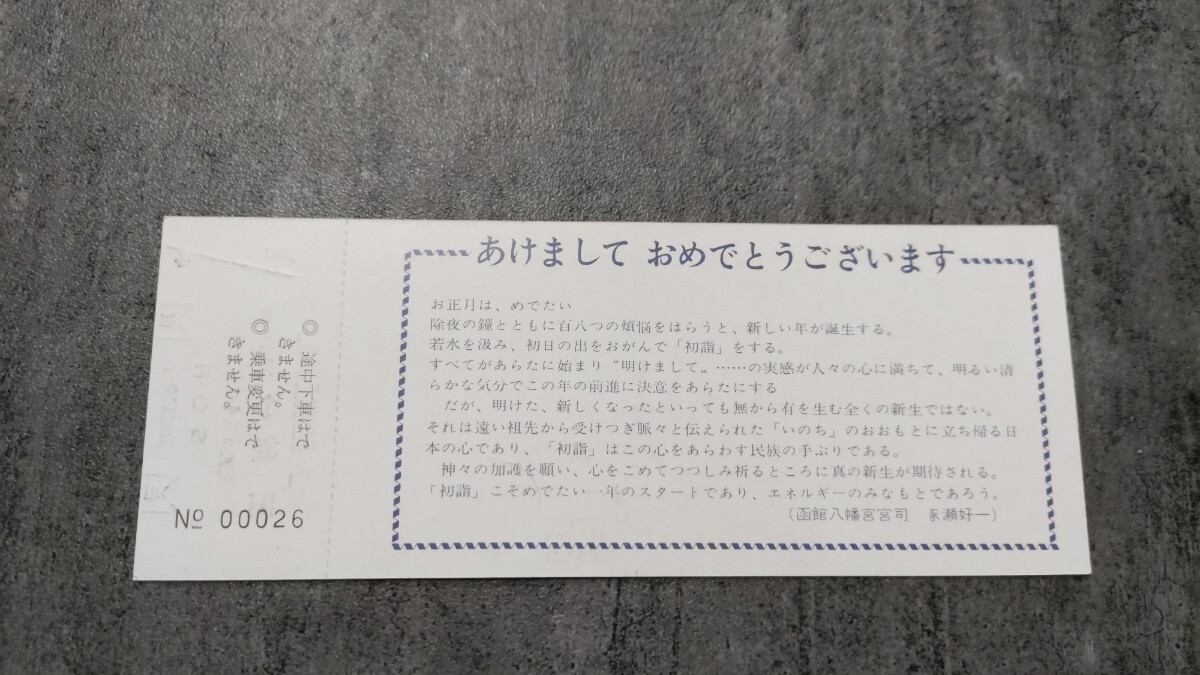 あけまして おめでとうございます
お正月は、めでたい
除夜の鐘とともに百八つの煩悩をはらうと、新しい年が誕生する。
若水を汲み、初日の出をおがんで「初詣」をする。
すべてがあらたに始まり〝明けまして〟……の実感が人々の心に満ちて、明るい清
らかな気分でこの年の前進に決意をあらたにする
だが、明けた、新しくなったといっても無から有を生む全くの新生ではない。
それは遠い祖先から受けつぎ脈々と伝えられた「いのち」のおおもとに立ち帰る日
本の心であり、「初詣」はこの心をあらわす民族の手ぶりである。
神々の加護を願い、心をこめてつつしみ祈るところに真の新生が期待される。
「初詣」こそめでたい一年のスタートであり、エネルギーのみなもとであろう。
(函館八幡宮宮司 瀬好一)
◎ 途中下車はで
きません。
◎ 乗車変更はで
きません。
№ 00026